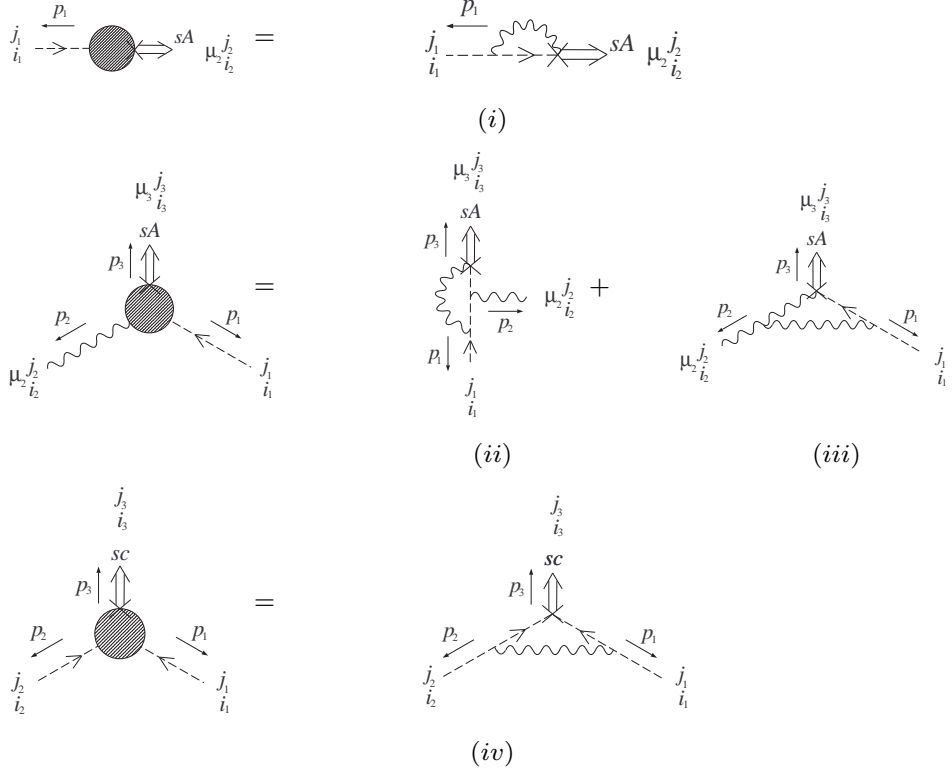 p₁
j₁
i₁
sA
μ₂ j₂
i₂
=
p₁
j₁
i₁
sA
μ₂ j₂
i₂
(i)
μ₃ j₃
i₃
sA
p₃
p₂
p₁
μ₂ j₂
i₂
j₁
i₁
=
μ₃ j₃
i₃
sA
p₃
μ₂ j₂
i₂
p₂
p₁
j₁
i₁
(ii)
+
μ₃ j₃
i₃
sA
p₃
p₂
p₁
μ₂ j₂
i₂
j₁
i₁
(iii)
j₃
i₃
sc
p₃
p₂
p₁
j₂
i₂
j₁
i₁
=
j₃
i₃
sc
p₃
p₂
p₁
j₂
i₂
j₁
i₁
(iv)